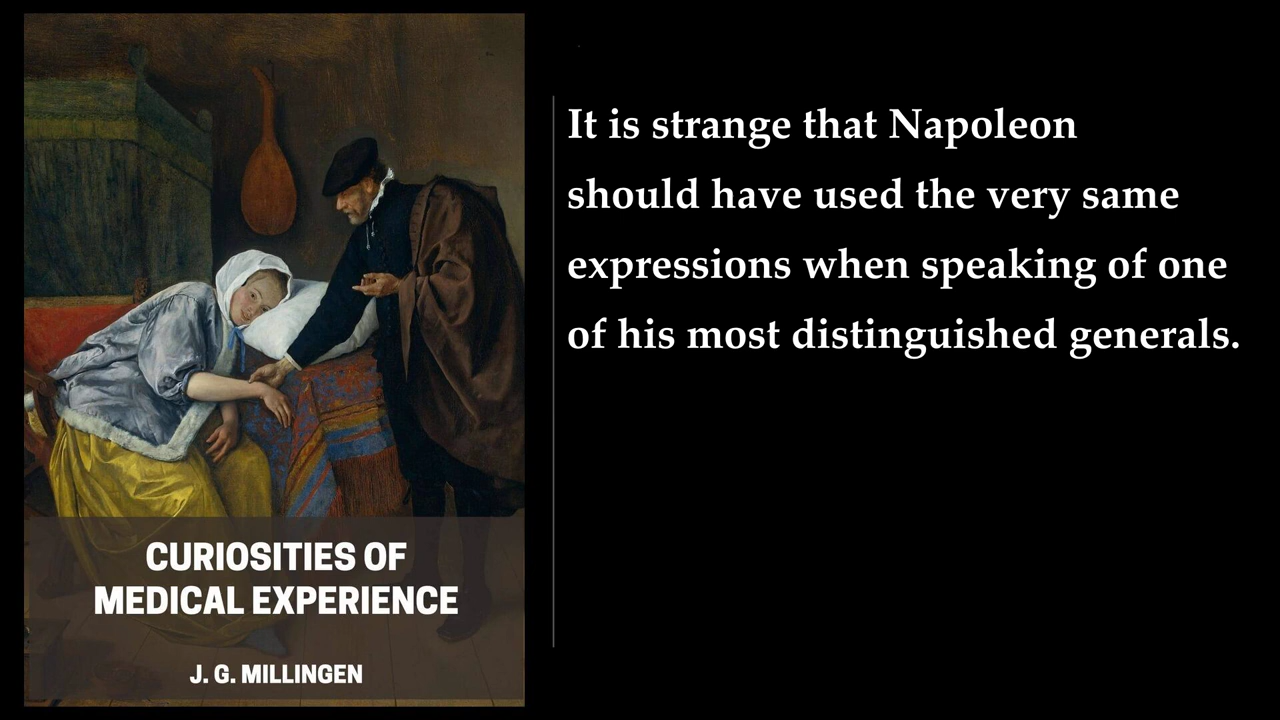 It is strange that Napoleon
should have used the very same
expressions when speaking of one
of his most distinguished generals.
CURIOSITIES OF
MEDICAL EXPERIENCE
J. G. MILLINGEN